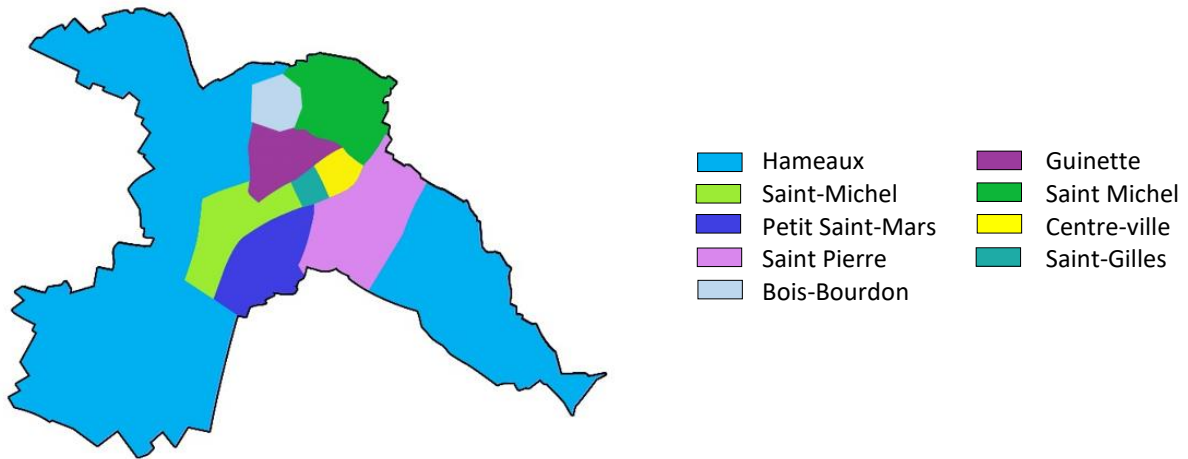 Hameaux
Saint-Michel
Petit Saint-Mars
Saint Pierre
Bois-Bourdon
Guinette
Saint Michel
Centre-ville
Saint-Gilles